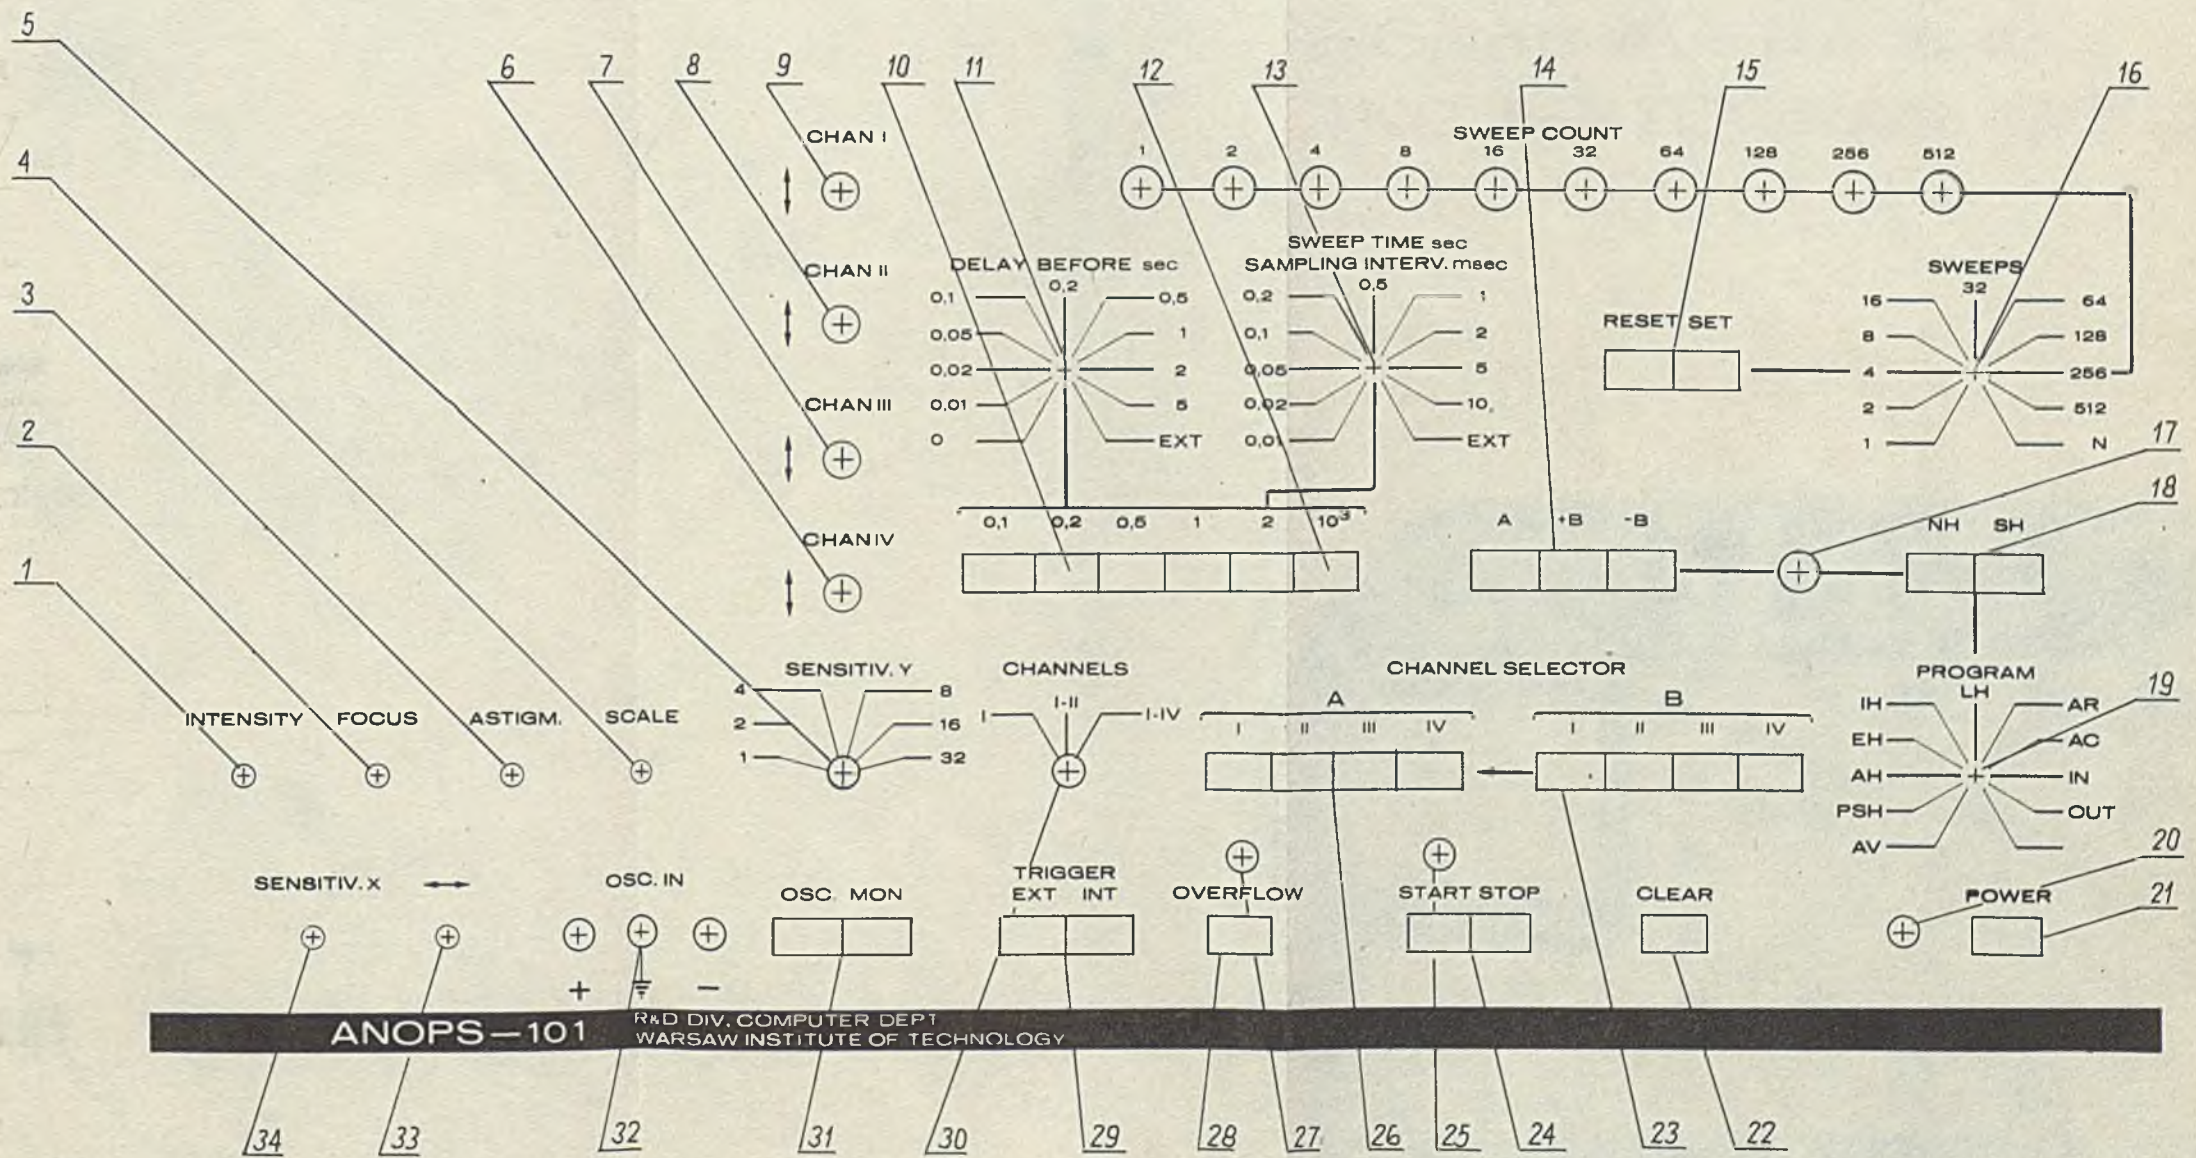 5
6 7 8 9 10 11 12 13 14 15 16
CHAN I
SWEEP COUNT
1 2 4 8 16 32 64 128 256 512
4
CHAN II
DELAY BEFORE sec
0,2
0,1 0,5
0,05 1
0,02 2
0,01 5
0 EXT
SWEEP TIME sec
SAMPLING INTERV. msec
0,5
0,2 1
0,1 2
0,05 5
0,02 10
0,01 EXT
SWEEPS
32
16 64
8 128
4 256
2 512
1 N
RESET SET
3
CHAN III
2
17
18
0,1 0,2 0,5 1 2 10³
A +B -B
NH SH
CHAN IV
1
SENSITIV. Y
4 8
2 16
1 32
CHANNELS
I I-II I-IV
CHANNEL SELECTOR
A B
I II III IV I II III IV
PROGRAM
LH
IH AR
EH AC
AH IN
PSH OUT
AV
19
INTENSITY FOCUS ASTIGM. SCALE
20
SENSITIV. X ↔ OSC. IN
OSC. MON
TRIGGER
EXT INT
OVERFLOW
START STOP
CLEAR
POWER
21
+ −
ANOPS—101
R&D DIV. COMPUTER DEPT
WARSAW INSTITUTE OF TECHNOLOGY
34 33 32 31 30 29 28 27 26 25 24 23 22